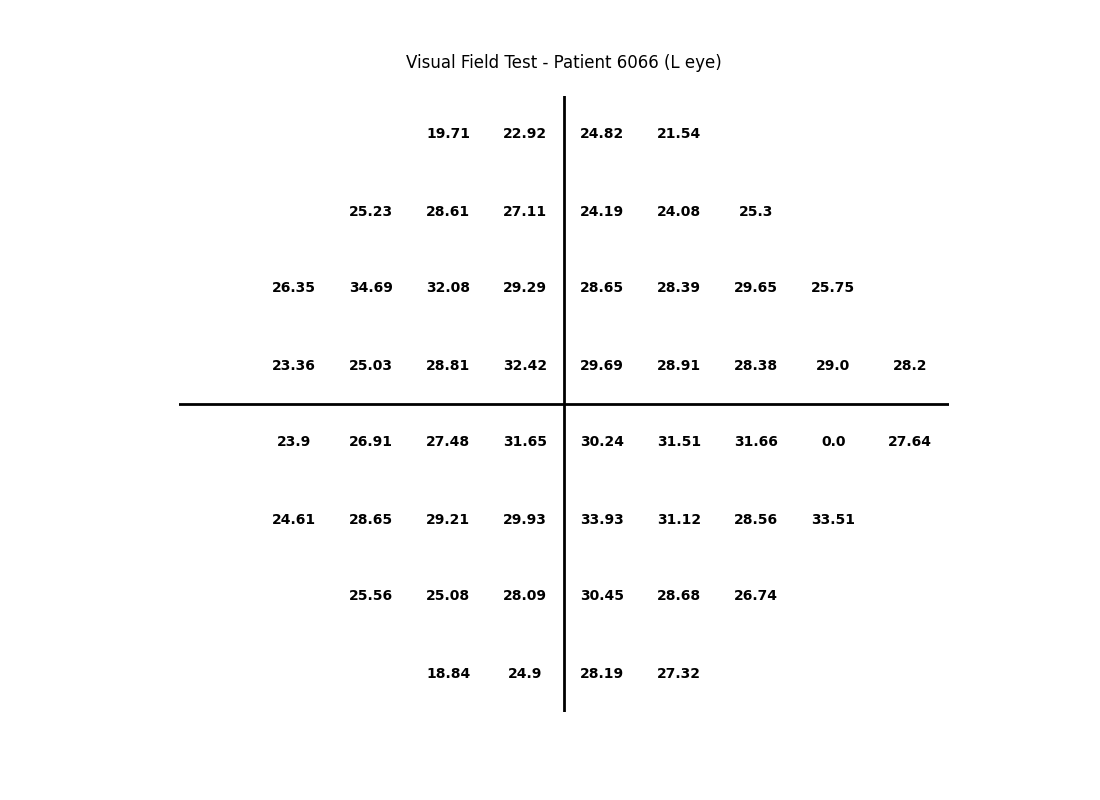 Visual Field Test - Patient 6066 (L eye)
19.71 22.92 24.82 21.54
25.23 28.61 27.11 24.19 24.08 25.3
26.35 34.69 32.08 29.29 28.65 28.39 29.65 25.75
23.36 25.03 28.81 32.42 29.69 28.91 28.38 29.0 28.2
23.9 26.91 27.48 31.65 30.24 31.51 31.66 0.0 27.64
24.61 28.65 29.21 29.93 33.93 31.12 28.56 33.51
25.56 25.08 28.09 30.45 28.68 26.74
18.84 24.9 28.19 27.32